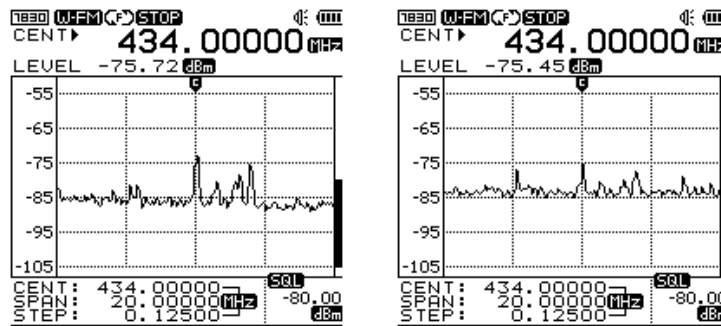 1830 W-FM F STOP
CENT 434.00000 MHz
LEVEL -75.72 dBm
C
-55
-65
-75
-85
-95
-105
SQL
CENT: 434.00000
SPAN: 20.00000 MHz -80.00
STEP: 0.12500 dBm
1830 W-FM F STOP
CENT 434.00000 MHz
LEVEL -75.45 dBm
C
-55
-65
-75
-85
-95
-105
SQL
CENT: 434.00000
SPAN: 20.00000 MHz -80.00
STEP: 0.12500 dBm